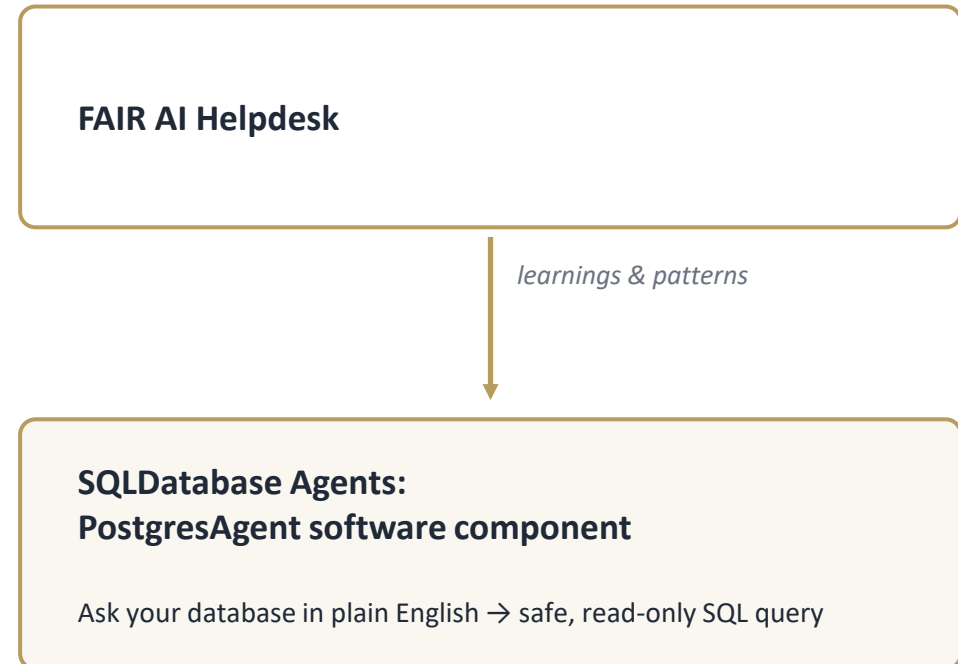 FAIR AI Helpdesk
learnings & patterns
SQLDatabase Agents:
PostgresAgent software component
Ask your database in plain English → safe, read-only SQL query